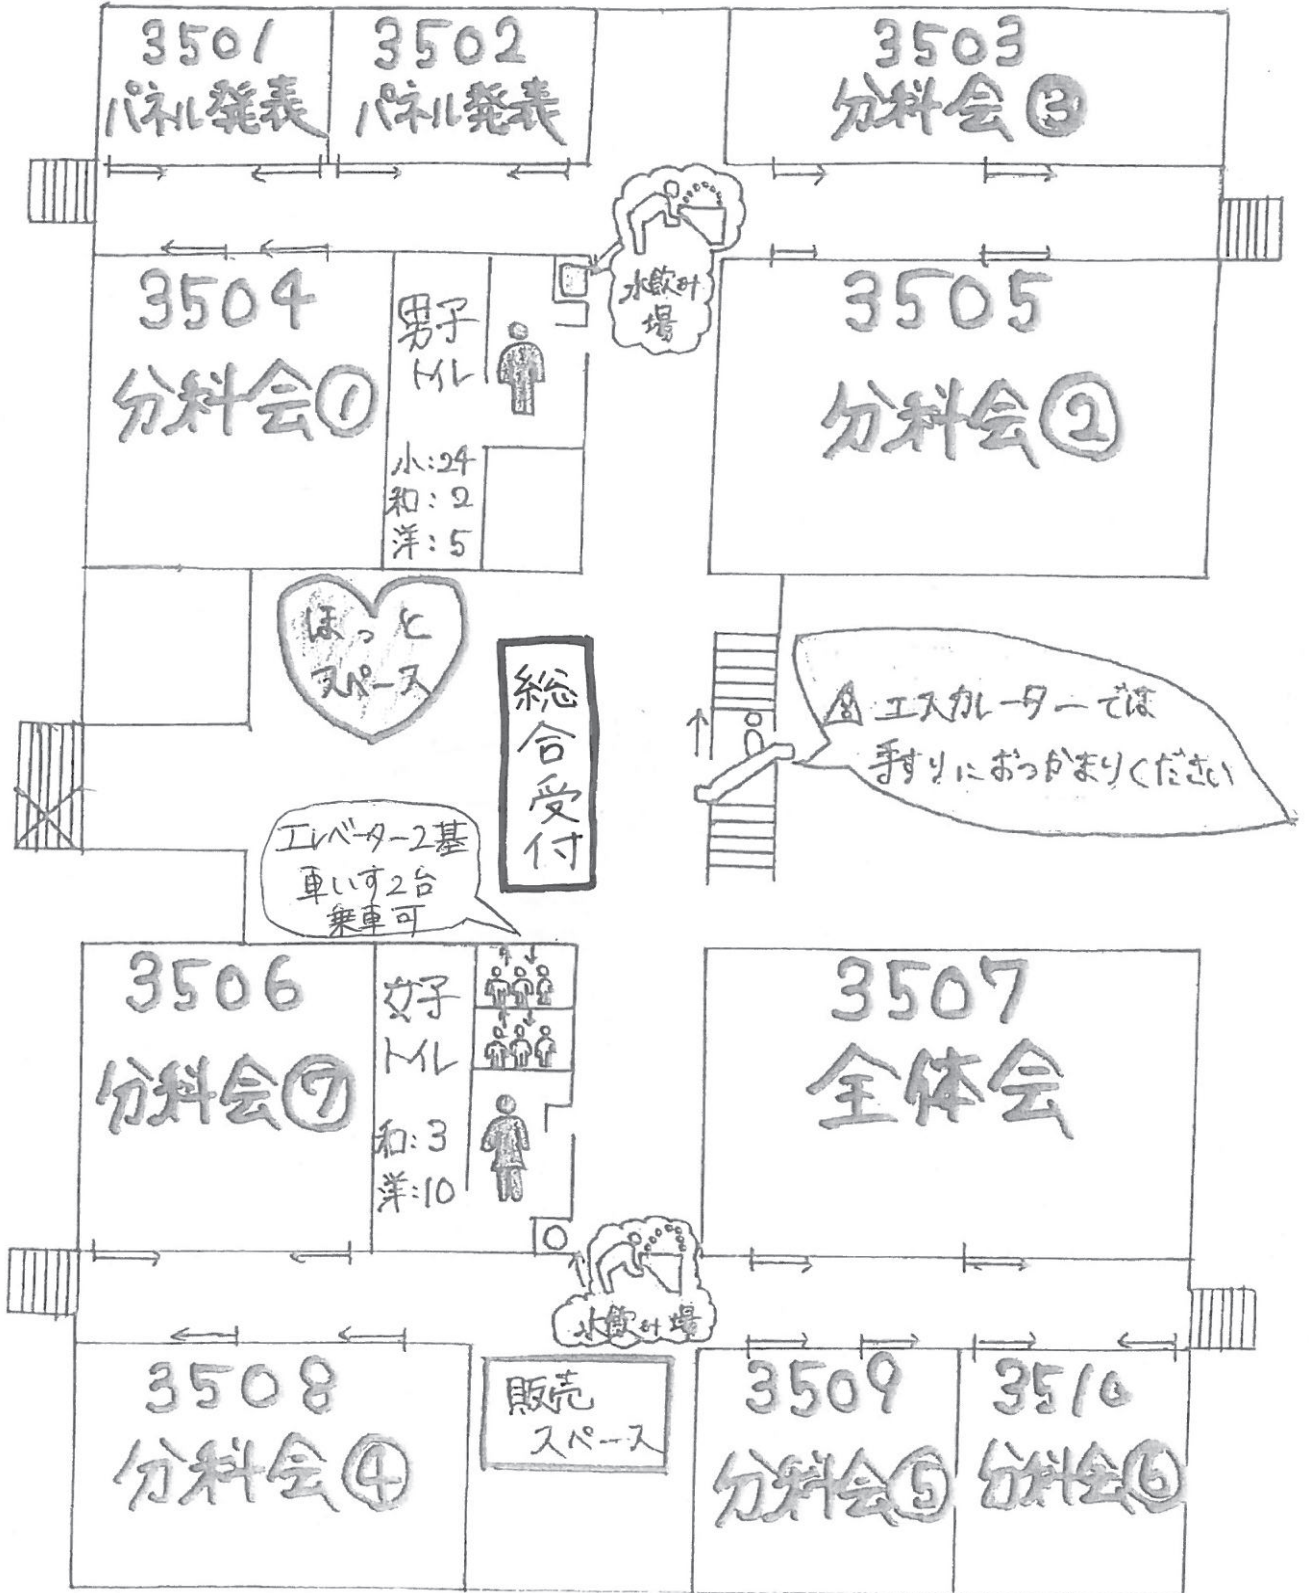 3501
パネル発表
3502
パネル発表
3503
分科会③
水飲み
場
3504
分科会①
男子
トイレ
小:24
和:2
洋:5
3505
分科会②
ほっと
スペース
総合受付
エスカレーターでは
手すりにおつかまりください
エレベーター2基
車いす2台
乗車可
3506
分科会⑦
女子
トイレ
和:3
洋:10
3507
全体会
水飲み場
3508
分科会④
販売
スペース
3509
分科会⑤
3510
分科会⑥